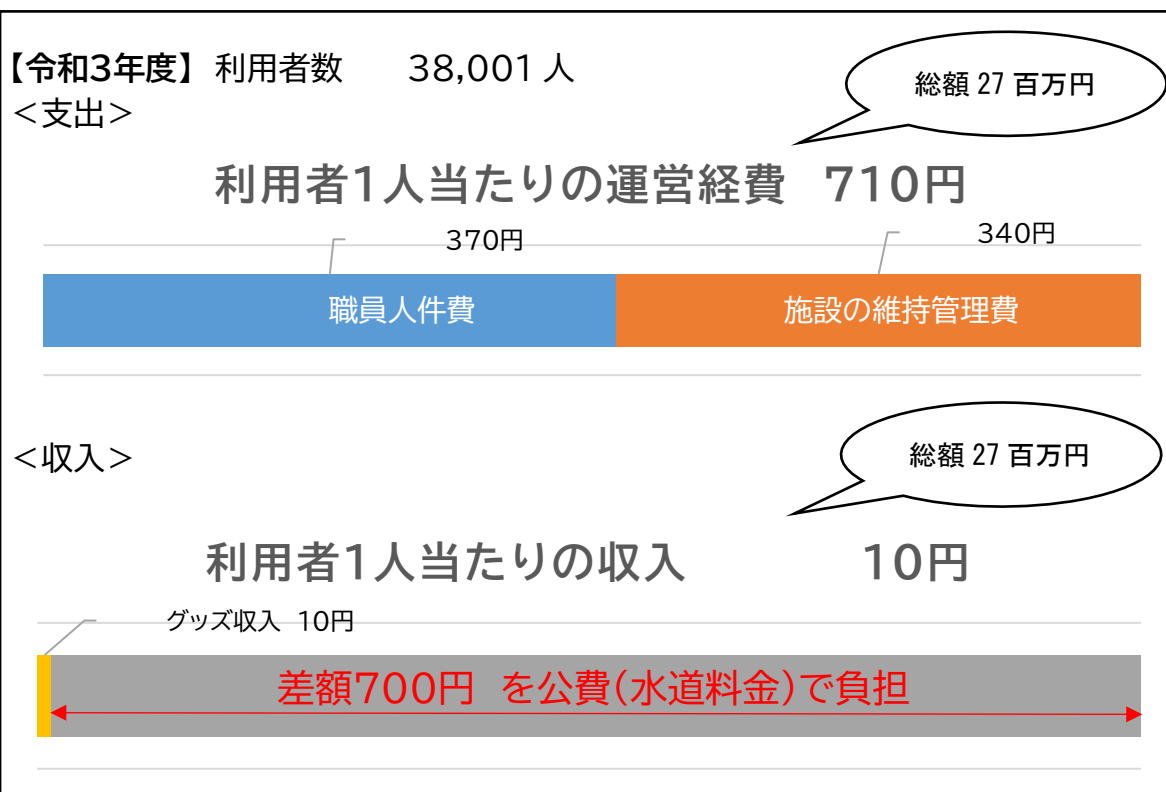 【令和3年度】 利用者数 38,001人
総額 27 百万円
＜支出＞
利用者1人当たりの運営経費 710円
370円
340円
職員人件費
施設の維持管理費
＜収入＞
総額 27 百万円
利用者1人当たりの収入 10円
グッズ収入 10円
差額700円 を公費(水道料金)で負担